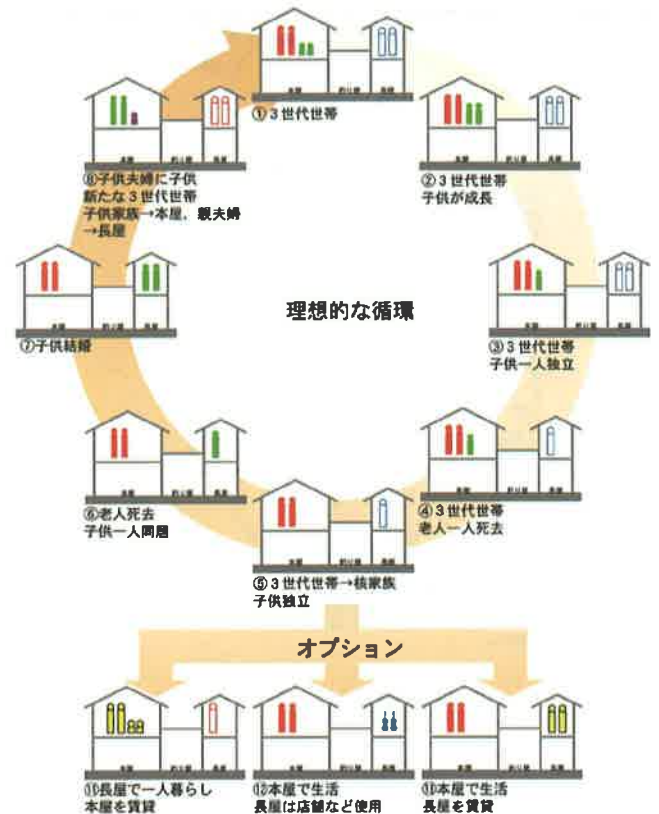 ①3世代世帯
②3世代世帯
子供が成長
③3世代世帯
子供一人独立
④3世代世帯
老人一人死去
⑤3世代世帯→核家族
子供独立
⑥老人死去
子供一人同居
⑦子供結婚
⑧子供夫婦に子供
新たな3世代世帯
子供家族→本屋，親夫婦
→長屋
理想的な循環
オプション
⑪長屋で一人暮らし
本屋を賃貸
⑫本屋で生活
長屋は店舗など使用
本屋で生活
長屋を賃貸